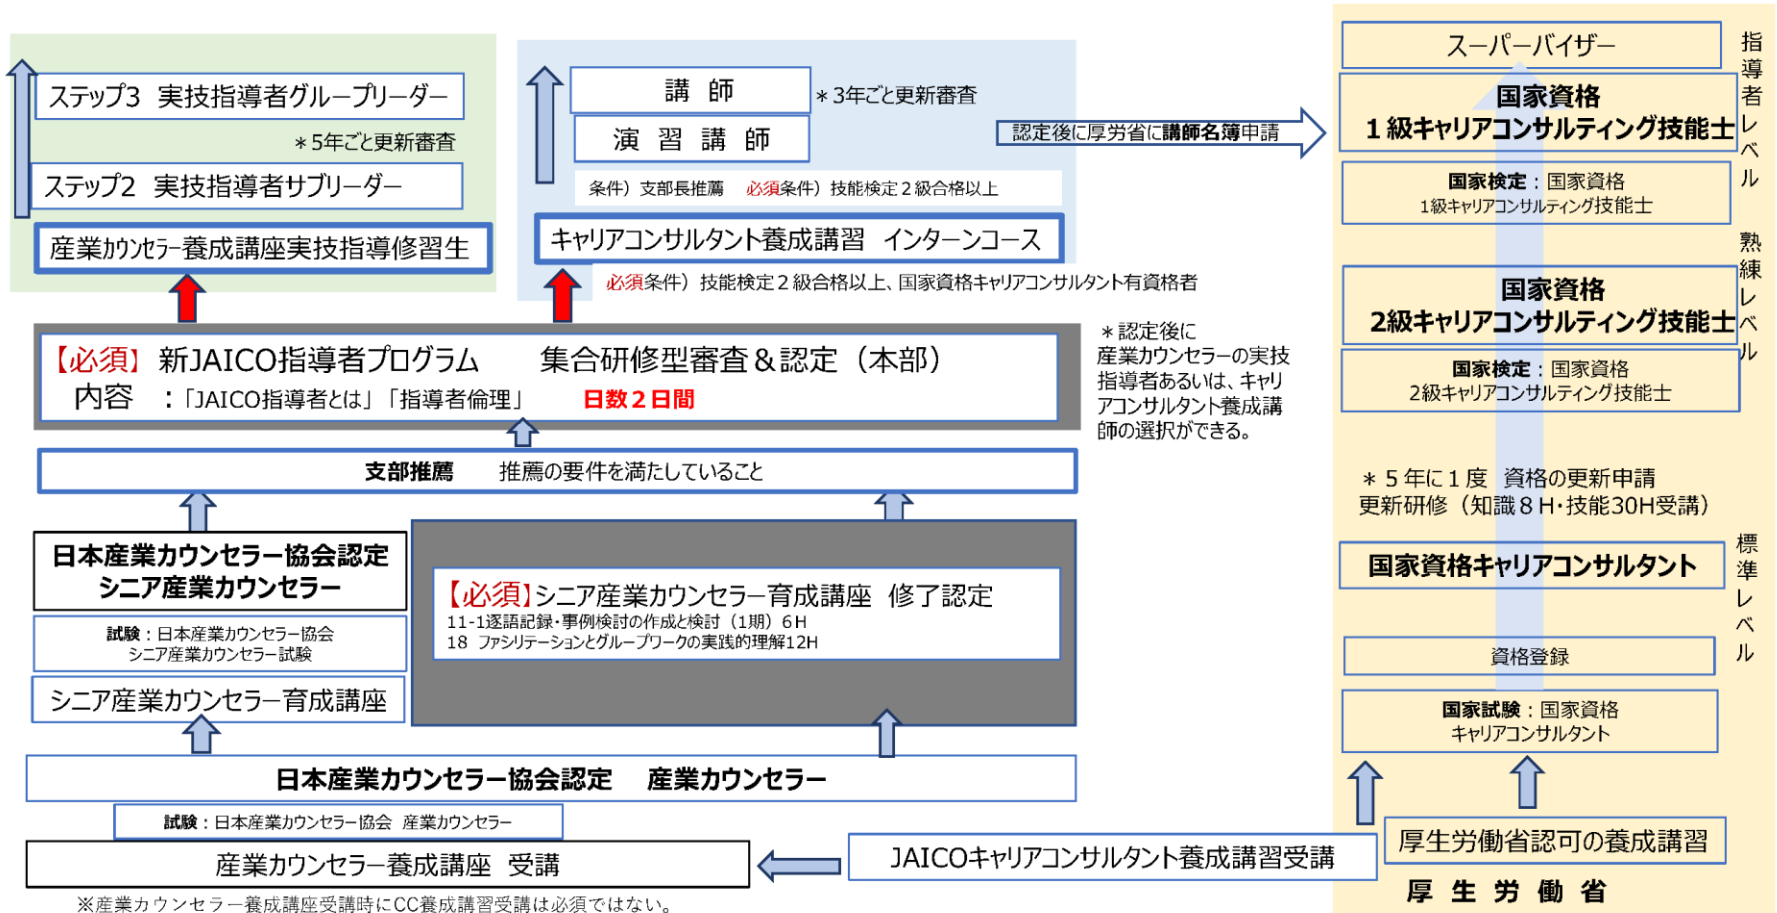 ステップ3 実技指導者グループリーダー
＊5年ごと更新審査
ステップ2 実技指導者サブリーダー
産業カウンセラー養成講座実技指導修習生
講 師
＊3年ごと更新審査
演 習 講 師
条件）支部長推薦 必須条件）技能検定２級合格以上
キャリアコンサルタント養成講習 インターンコース
必須条件）技能検定２級合格以上、国家資格キャリアコンサルタント有資格者
認定後に厚労省に講師名簿申請
【必須】新JAICO指導者プログラム 集合研修型審査＆認定（本部）
内容 ：「JAICO指導者とは」「指導者倫理」 日数２日間
＊認定後に
産業カウンセラーの実技
指導者あるいは、キャリ
アコンサルタント養成講
師の選択ができる。
支部推薦 推薦の要件を満たしていること
日本産業カウンセラー協会認定
シニア産業カウンセラー
試験：日本産業カウンセラー協会
シニア産業カウンセラー試験
シニア産業カウンセラー育成講座
【必須】シニア産業カウンセラー育成講座 修了認定
11-1逐語記録・事例検討の作成と検討（1期）6H
18 ファシリテーションとグループワークの実践的理解12H
日本産業カウンセラー協会認定 産業カウンセラー
試験：日本産業カウンセラー協会 産業カウンセラー
産業カウンセラー養成講座 受講
JAICOキャリアコンサルタント養成講習受講
※産業カウンセラー養成講座受講時にCC養成講習受講は必須ではない。
スーパーバイザー
国家資格
１級キャリアコンサルティング技能士
国家検定：国家資格
1級キャリアコンサルティング技能士
指導者レベル
国家資格
2級キャリアコンサルティング技能士
国家検定：国家資格
2級キャリアコンサルティング技能士
熟練レベル
＊５年に１度 資格の更新申請
更新研修（知識８H・技能30H受講）
国家資格キャリアコンサルタント
資格登録
国家試験：国家資格
キャリアコンサルタント
標準レベル
厚生労働省認可の養成講習
厚 生 労 働 省